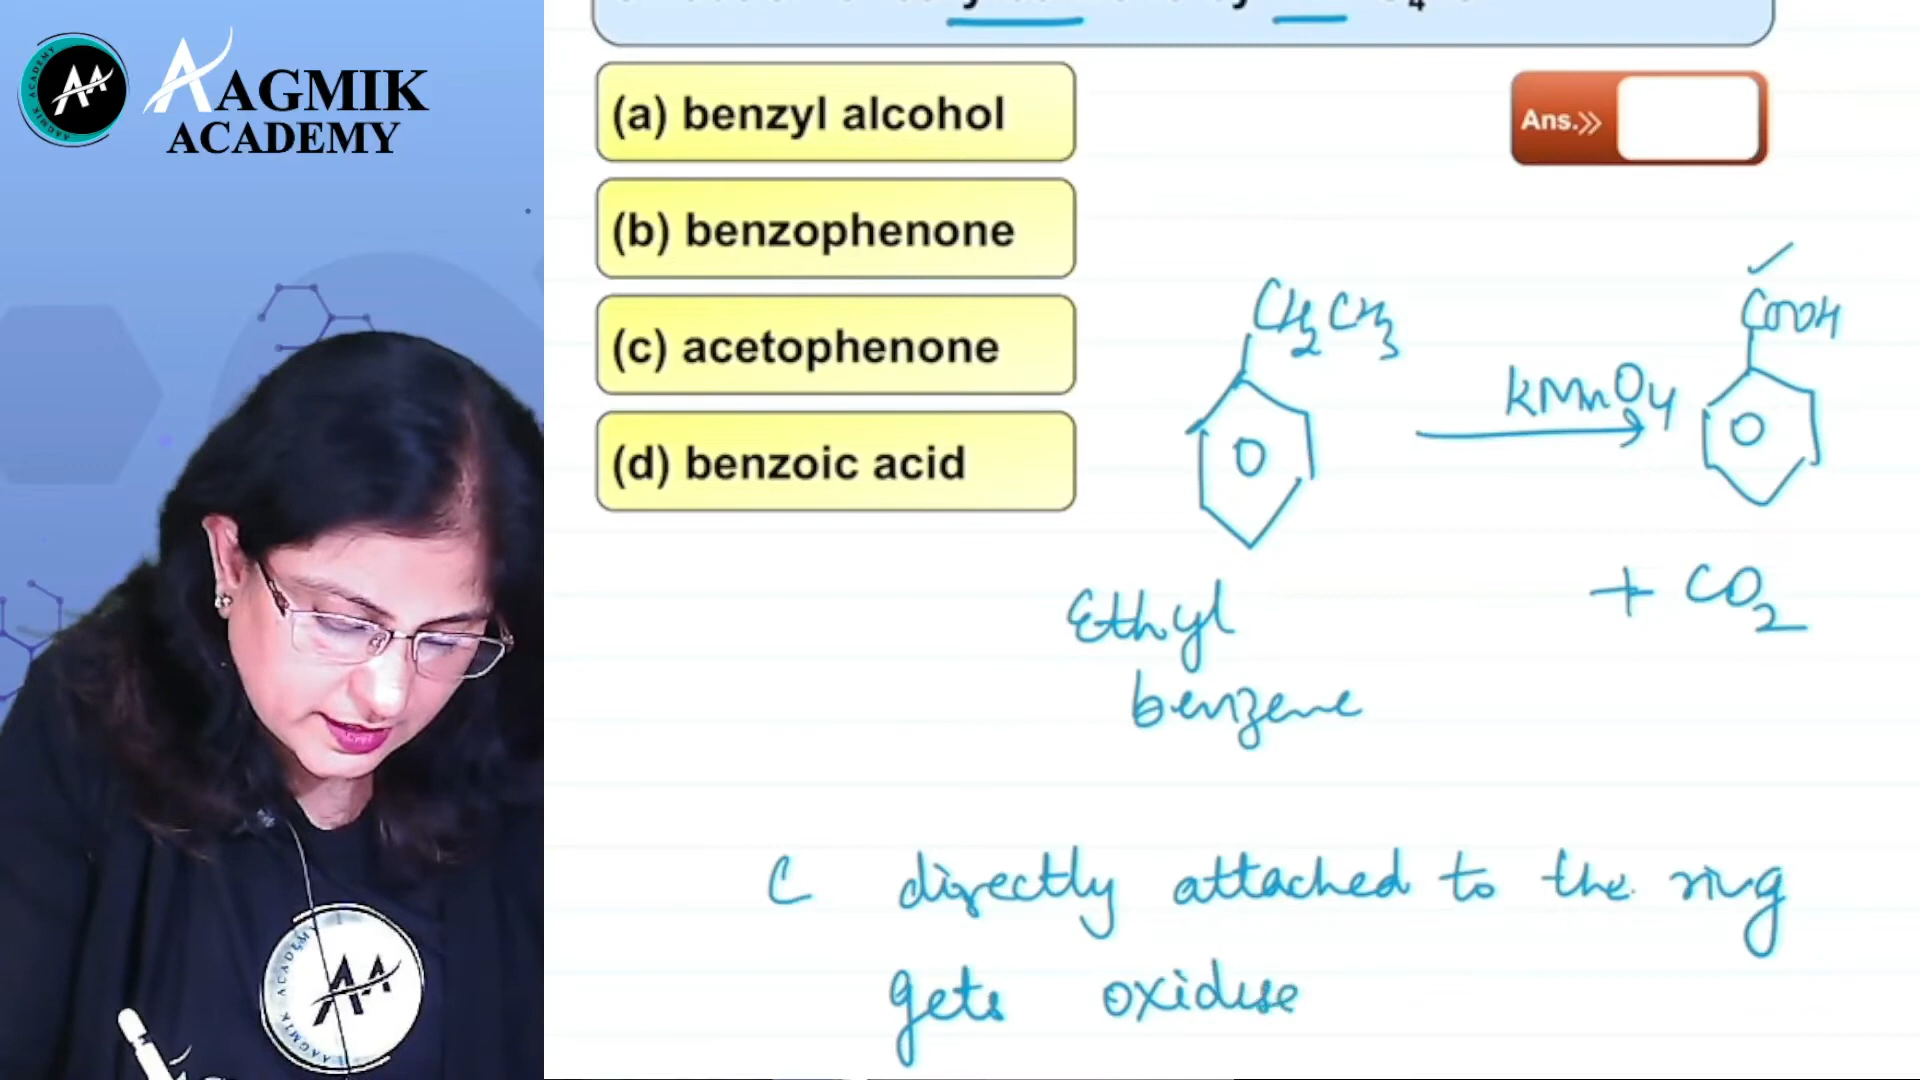 AAGMIK
ACADEMY
(a) benzyl alcohol
Ans.
(b) benzophenone
(c) acetophenone
(d) benzoic acid
CH2CH3
COOH
KMnO4
+ CO2
Ethyl
benzene
C directly attached to the ring
gets oxidise